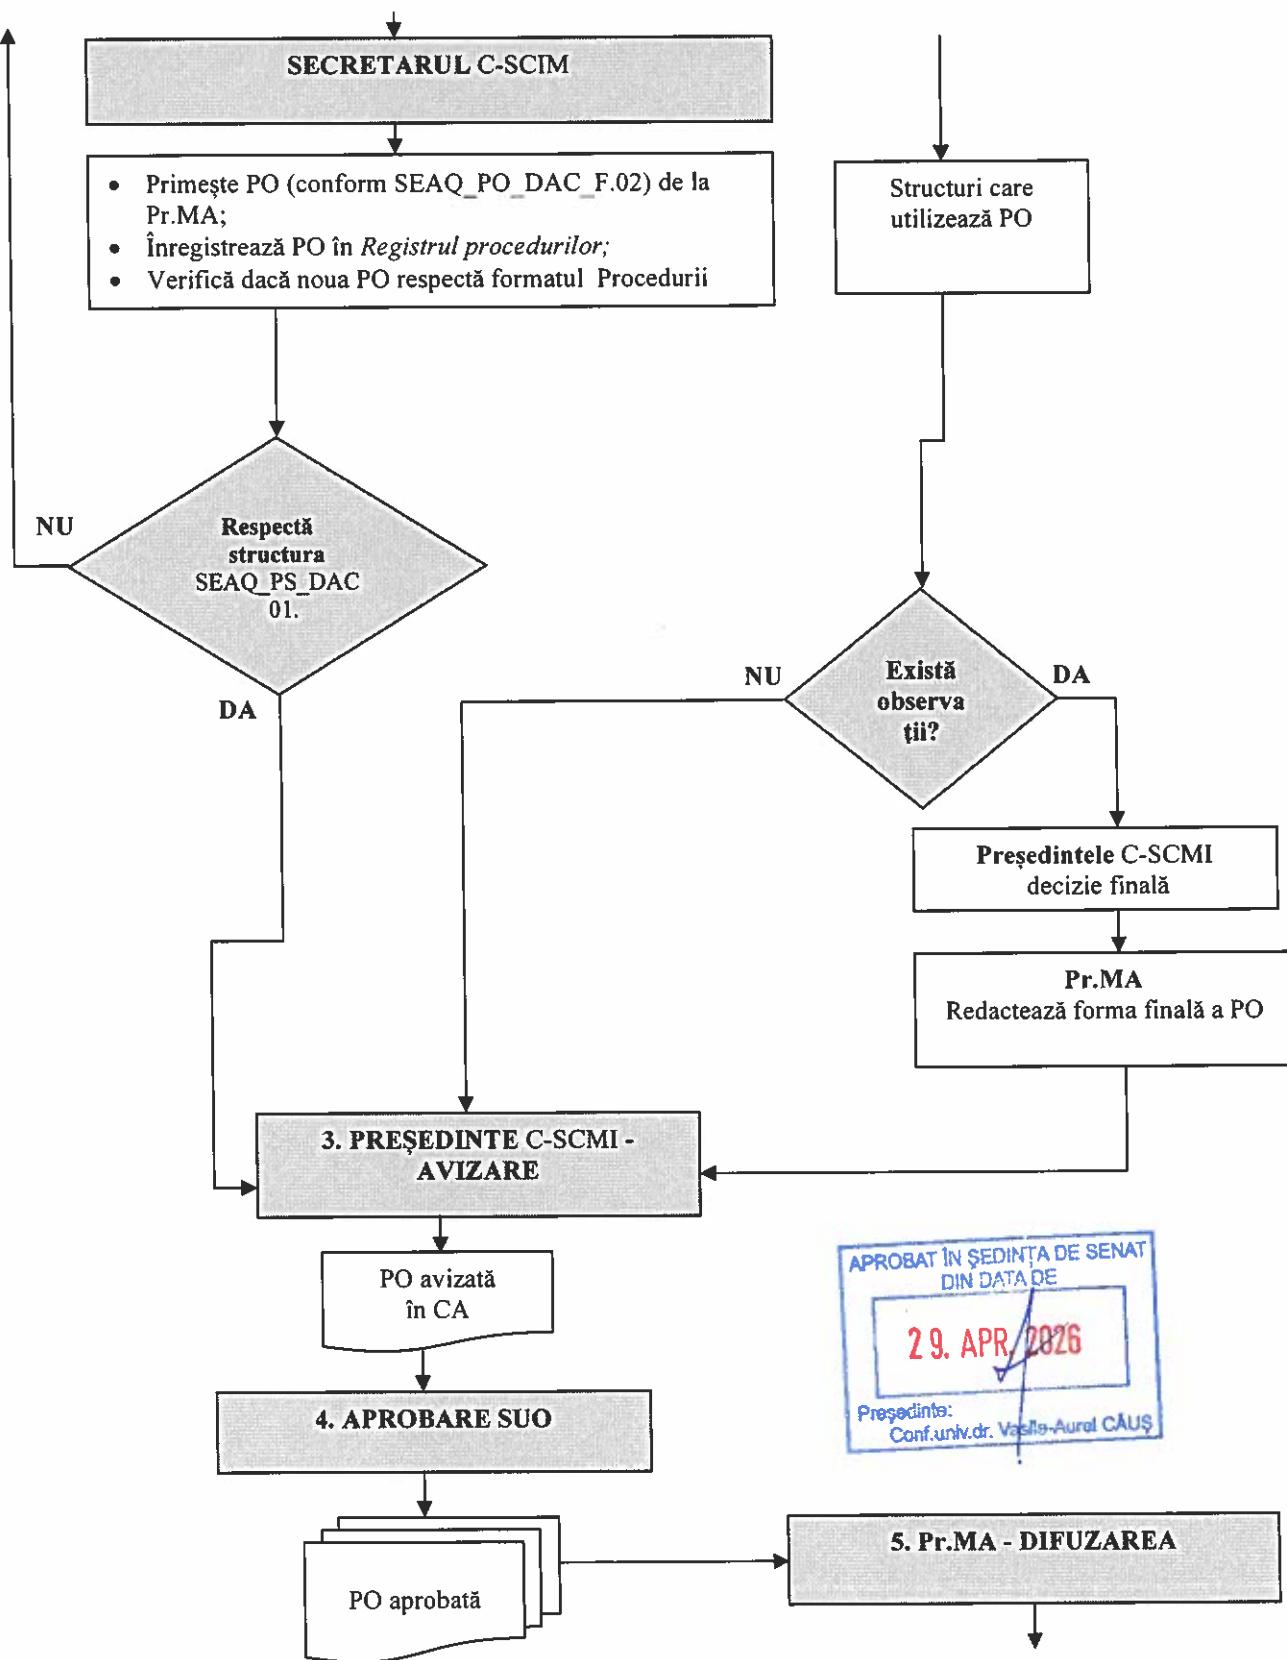 SECRETARUL C-SCIM
• Primește PO (conform SEAQ_PO_DAC_F.02) de la
Pr.MA;
• Înregistrează PO în Registrul procedurilor;
• Verifică dacă noua PO respectă formatul Procedurii
Structuri care
utilizează PO
NU
Respectă
structura
SEAQ_PS_DAC
01.
DA
NU
Există
observa
ții?
DA
Președintele C-SCMI
decizie finală
Pr.MA
Redactează forma finală a PO
3. PREȘEDINTE C-SCMI -
AVIZARE
PO avizată
în CA
APROBAT ÎN ȘEDINȚA DE SENAT
DIN DATA DE
29. APR. 2026
Președinte:
Conf.univ.dr. Vasile-Aurel CĂUȘ
4. APROBARE SUO
PO aprobată
5. Pr.MA - DIFUZAREA